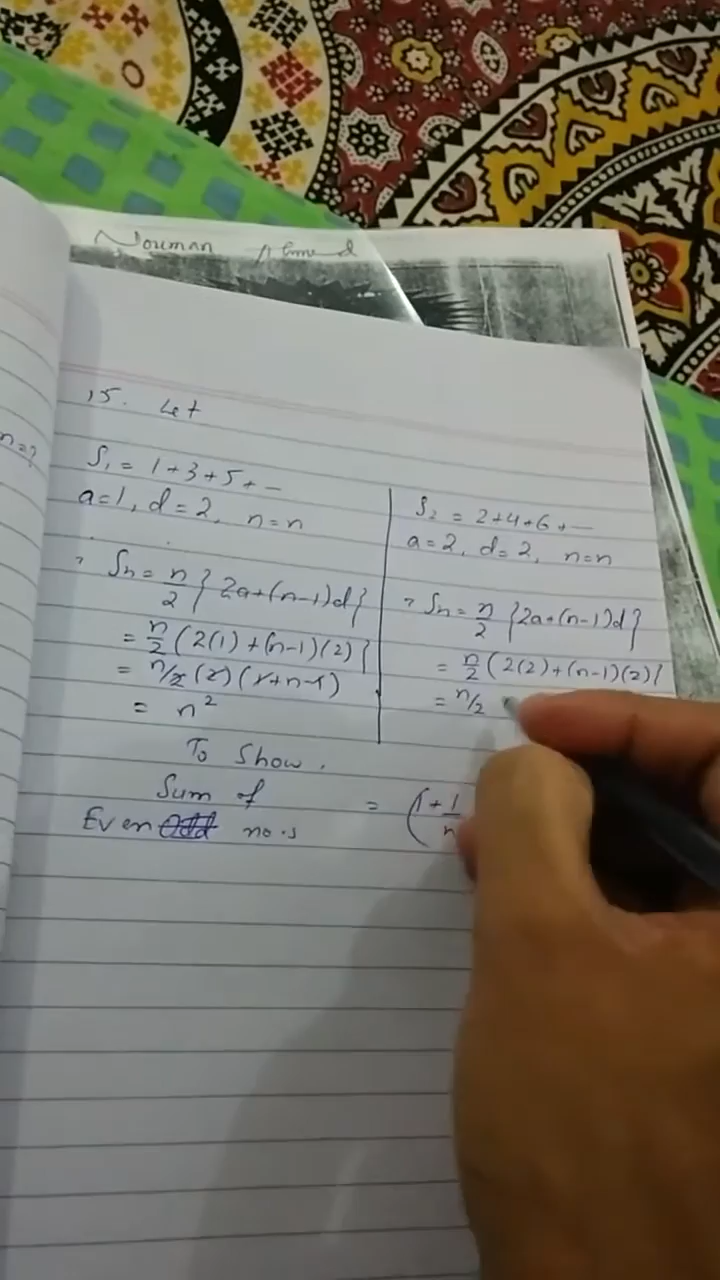 Nouman Ahmed
n=?
15. Let
S₁ = 1+3+5+ --
a=1, d=2, n=n
∵ Sn = n/2 {2a+(n-1)d}
= n/2 (2(1)+(n-1)(2)}
= n/2 (2)(1+n-1)
= n²
S₂ = 2+4+6+ --
a=2, d=2, n=n
∵ Sn = n/2 {2a+(n-1)d}
= n/2 (2(2)+(n-1)(2)}
= n/2
To Show,
Sum of
Even no.s = (1+1/n